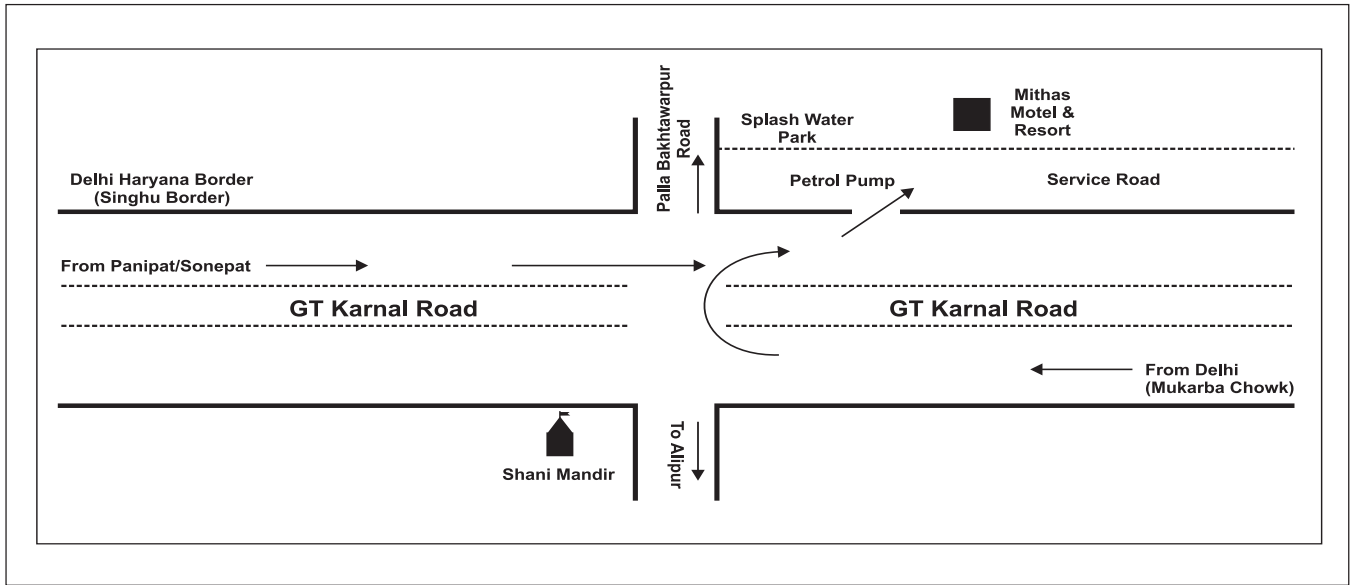 Palla Bakhtawarpur
Road
Splash Water
Park
Mithas
Motel &
Resort
Delhi Haryana Border
(Singhu Border)
Petrol Pump
Service Road
From Panipat/Sonepat
GT Karnal Road
GT Karnal Road
From Delhi
(Mukarba Chowk)
To Alipur
Shani Mandir